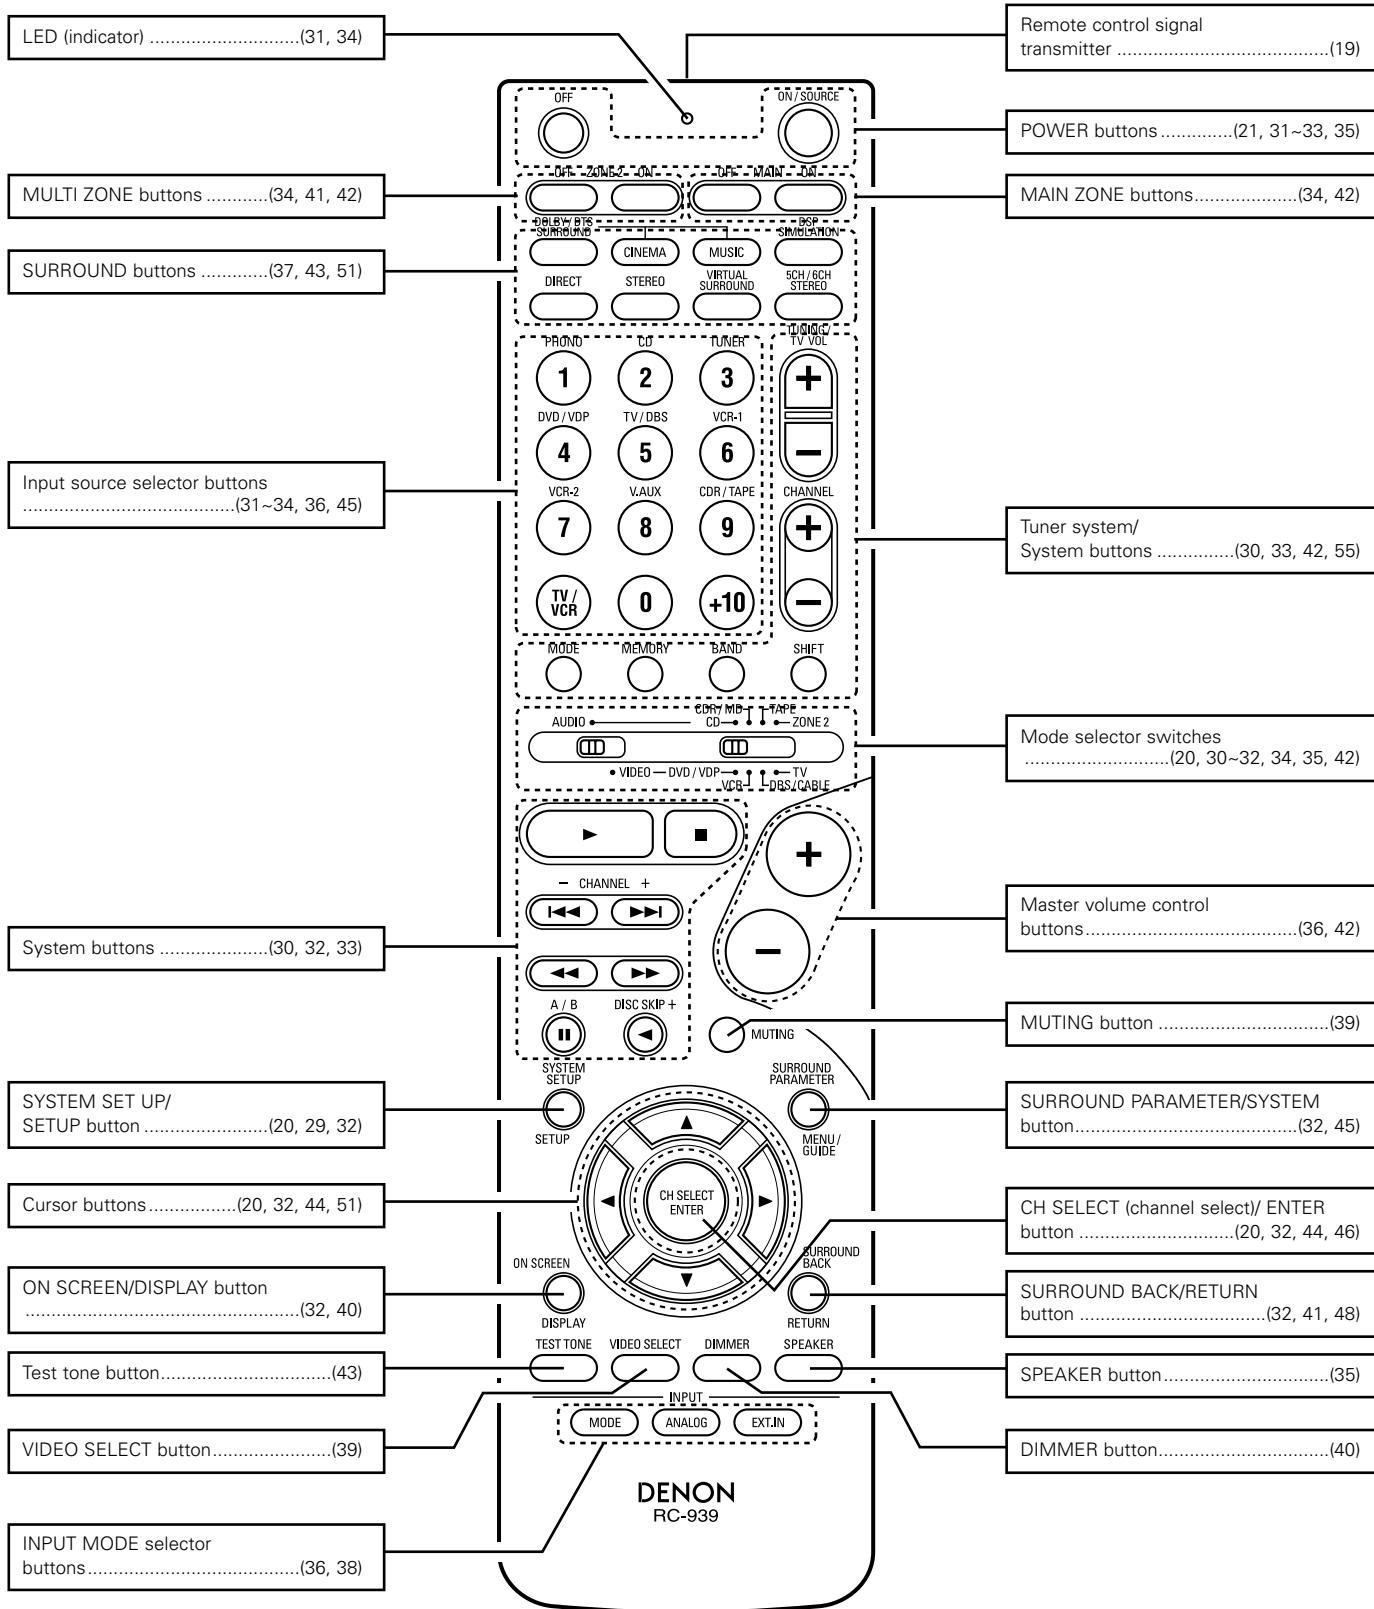 LED (indicator) .............................(31, 34)
Remote control signal
transmitter .........................................(19)
POWER buttons ..............(21, 31~33, 35)
MULTI ZONE buttons ............(34, 41, 42)
MAIN ZONE buttons....................(34, 42)
SURROUND buttons .............(37, 43, 51)
Input source selector buttons
.........................................(31~34, 36, 45)
Tuner system/
System buttons ...............(30, 33, 42, 55)
Mode selector switches
............................(20, 30~32, 34, 35, 42)
Master volume control
buttons.........................................(36, 42)
System buttons .....................(30, 32, 33)
MUTING button ................................(39)
SYSTEM SET UP/
SETUP button ........................(20, 29, 32)
SURROUND PARAMETER/SYSTEM
button...........................................(32, 45)
Cursor buttons.................(20, 32, 44, 51)
CH SELECT (channel select)/ ENTER
button ..............................(20, 32, 44, 46)
ON SCREEN/DISPLAY button
.....................................................(32, 40)
SURROUND BACK/RETURN
button ....................................(32, 41, 48)
Test tone button.................................(43)
SPEAKER button................................(35)
VIDEO SELECT button.......................(39)
DIMMER button.................................(40)
INPUT MODE selector
buttons.........................................(36, 38)
OFF
ON / SOURCE
OFF ZONE 2 ON
OFF MAIN ON
DOLBY / DTS
SURROUND
CINEMA
MUSIC
DSP
SIMULATION
DIRECT
STEREO
VIRTUAL
SURROUND
5CH / 6CH
STEREO
PHONO CD TUNER
1 2 3
TUNING /
TV VOL
+
−
DVD / VDP TV / DBS VCR-1
4 5 6
VCR-2 V.AUX CDR / TAPE
7 8 9
CHANNEL
+
−
TV /
VCR
0 +10
MODE MEMORY BAND SHIFT
CDR / MD TAPE
AUDIO CD ZONE 2
VIDEO DVD / VDP TV
VCR DBS / CABLE
+
−
− CHANNEL +
A / B DISC SKIP +
MUTING
SYSTEM
SETUP
SETUP
SURROUND
PARAMETER
MENU /
GUIDE
CH SELECT
ENTER
ON SCREEN
DISPLAY
SURROUND
BACK
RETURN
TEST TONE VIDEO SELECT DIMMER SPEAKER
INPUT
MODE ANALOG EXT.IN
DENON
RC-939